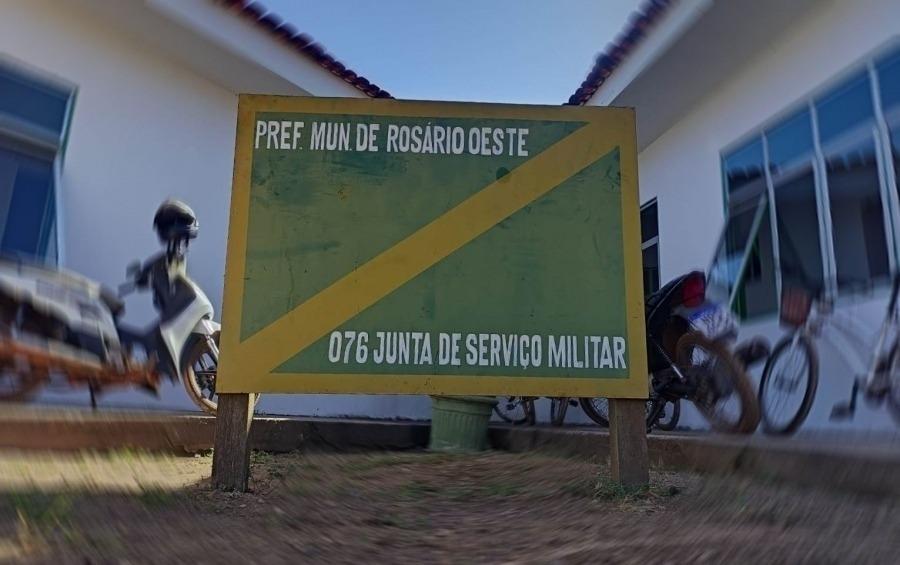 PREF. MUN. DE ROSÁRIO OESTE
076 JUNTA DE SERVIÇO MILITAR